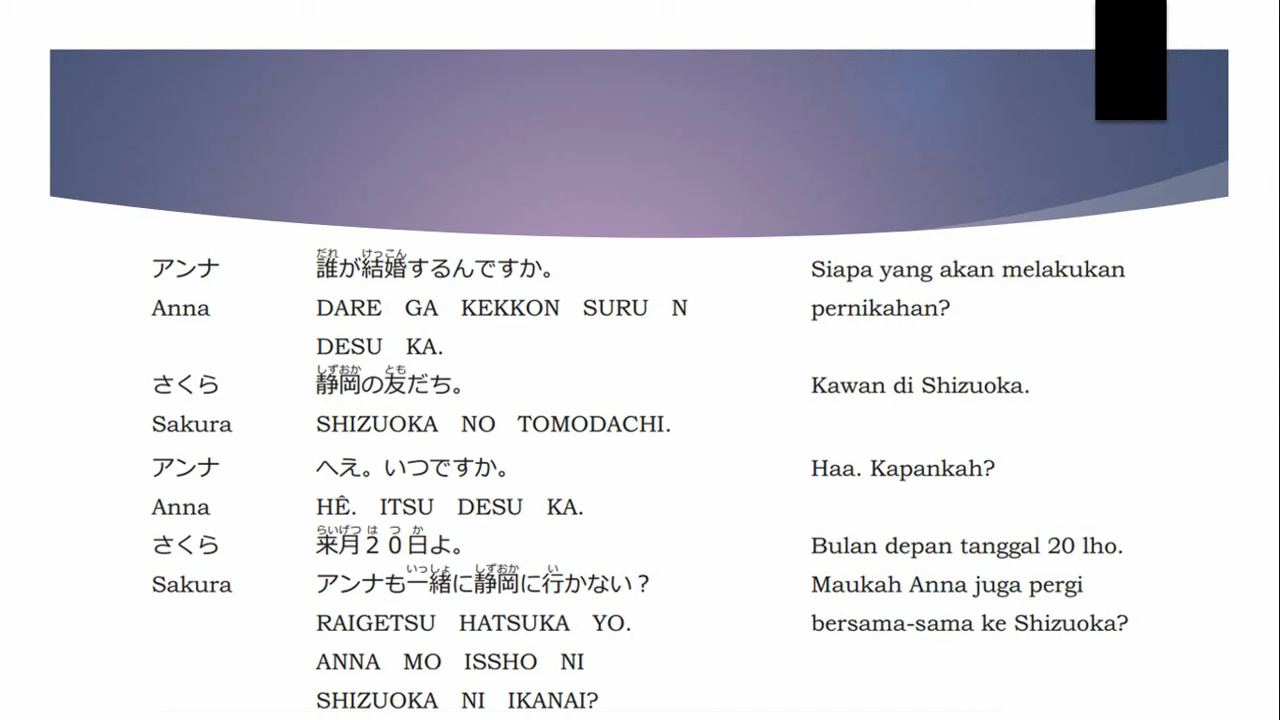 アンナ 誰が結婚するんですか。 Siapa yang akan melakukan
Anna DARE GA KEKKON SURU N pernikahan?
DESU KA.
さくら 静岡の友だち。 Kawan di Shizuoka.
Sakura SHIZUOKA NO TOMODACHI.
アンナ へえ。いつですか。 Haa. Kapankah?
Anna HÊ. ITSU DESU KA.
さくら 来月20日よ。 Bulan depan tanggal 20 lho.
Sakura アンナも一緒に静岡に行かない？ Maukah Anna juga pergi
RAIGETSU HATSUKA YO. bersama-sama ke Shizuoka?
ANNA MO ISSHO NI
SHIZUOKA NI IKANAI?